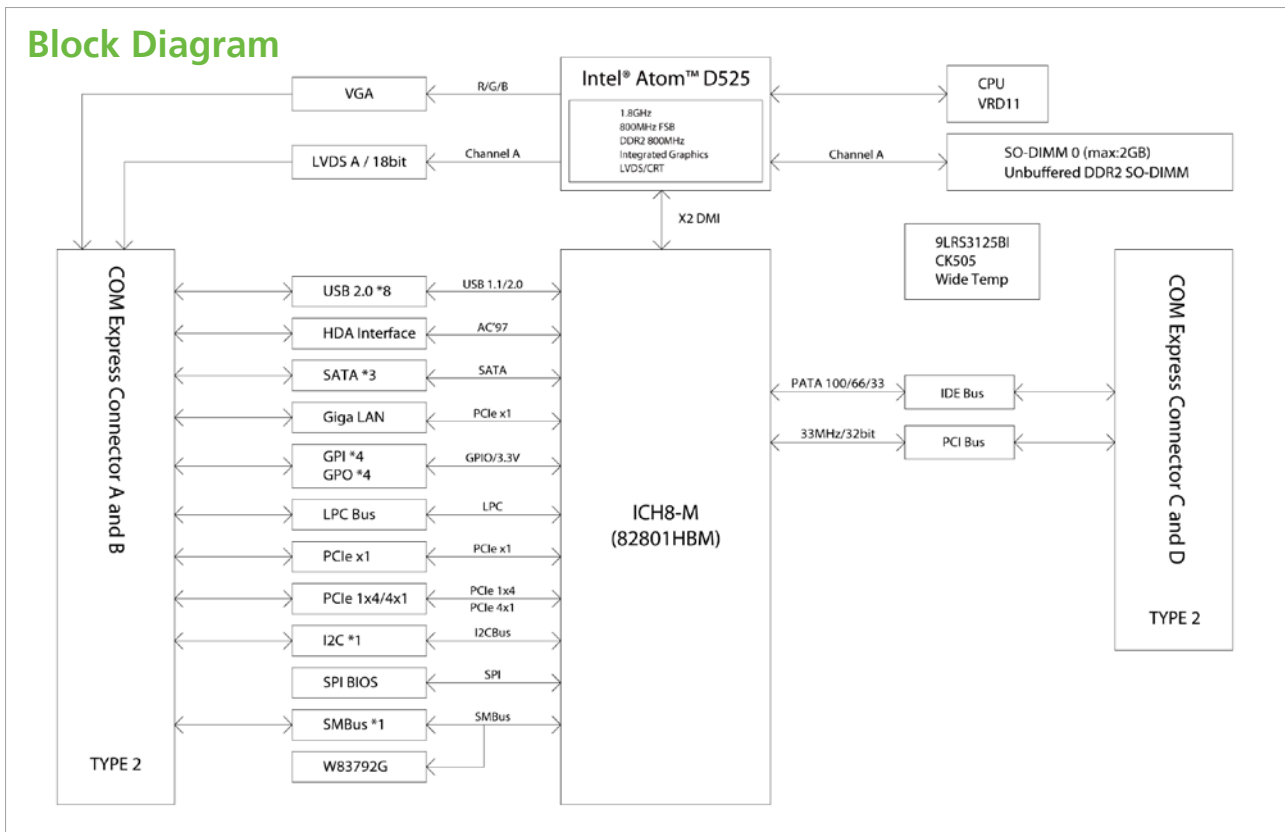 Block Diagram
Intel® Atom™ D525
1.8GHz
800MHz FSB
DDR2 800MHz
Integrated Graphics
LVDS/CRT
VGA
R/G/B
CPU
VRD11
LVDS A / 18bit
Channel A
Channel A
SO-DIMM 0 (max:2GB)
Unbuffered DDR2 SO-DIMM
X2 DMI
9LRS3125BI
CK505
Wide Temp
COM Express Connector A and B
TYPE 2
USB 2.0 *8
USB 1.1/2.0
HDA Interface
AC'97
SATA *3
SATA
Giga LAN
PCIe x1
GPI *4
GPO *4
GPIO/3.3V
LPC Bus
LPC
PCIe x1
PCIe x1
PCIe 1x4/4x1
PCIe 1x4
PCIe 4x1
I2C *1
I2CBus
SPI BIOS
SPI
SMBus *1
SMBus
W83792G
ICH8-M
(82801HBM)
PATA 100/66/33
IDE Bus
33MHz/32bit
PCI Bus
COM Express Connector C and D
TYPE 2